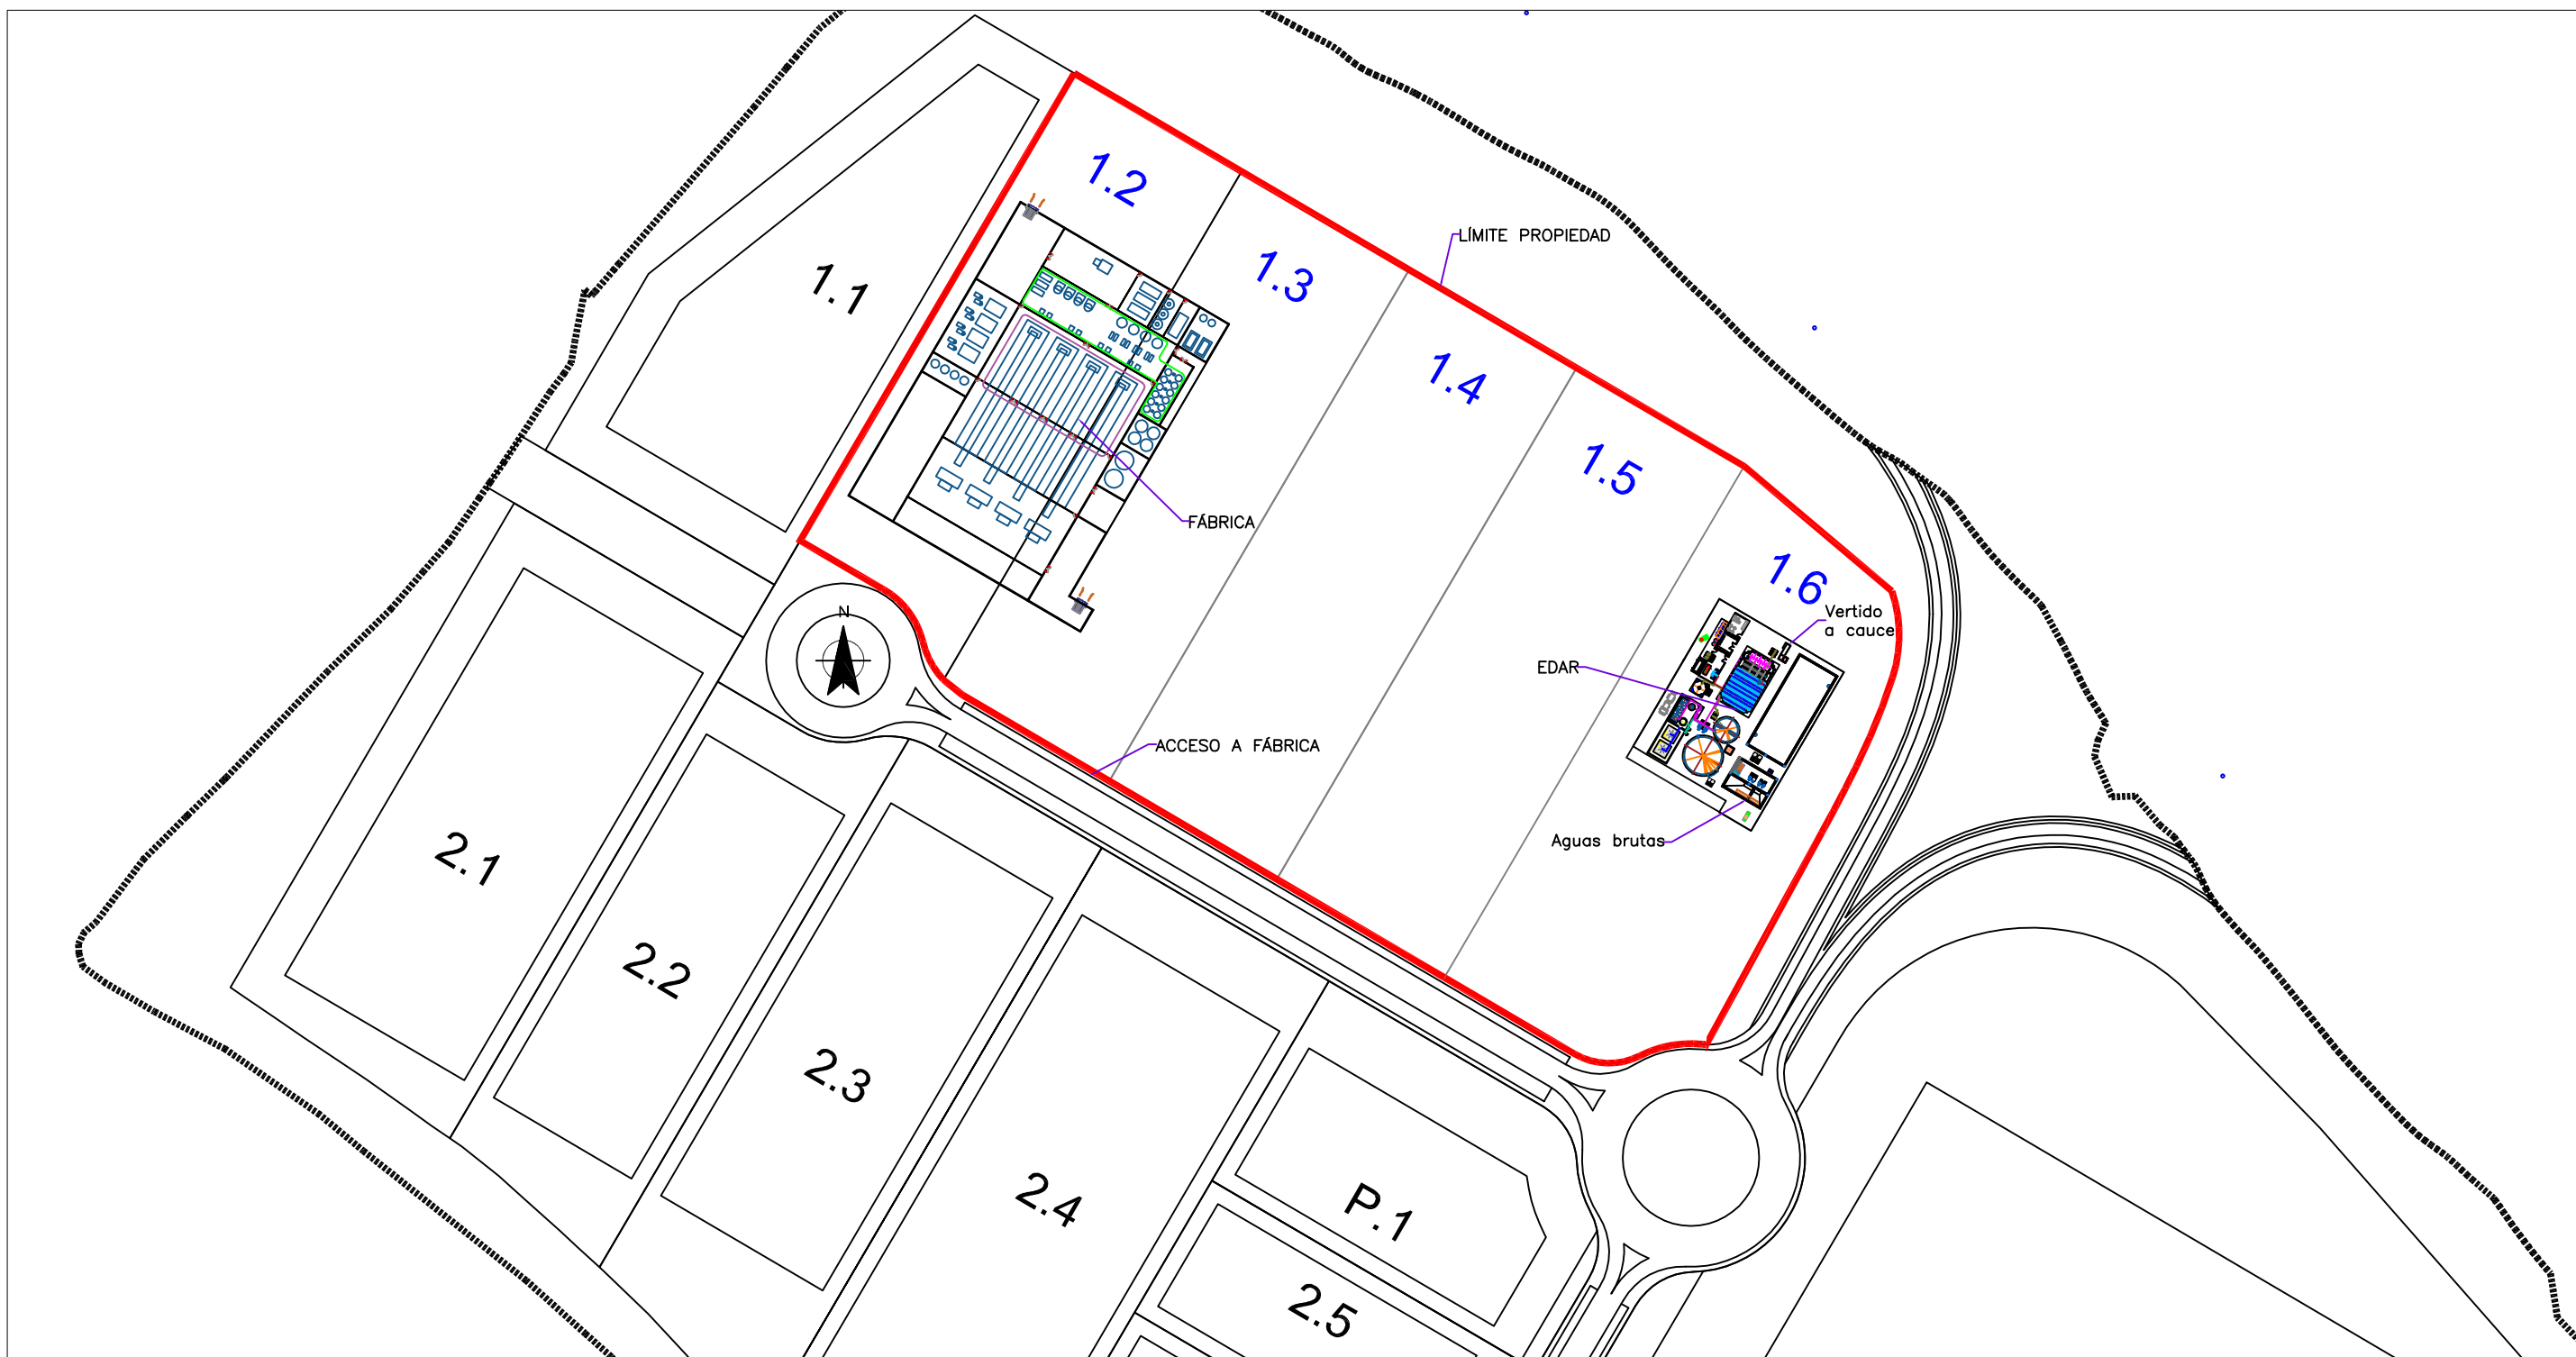 1.2
LÍMITE PROPIEDAD
1.3
1.1
1.4
1.5
FÁBRICA
1.6
Vertido
a cauce
N
EDAR
ACCESO A FÁBRICA
Aguas brutas
2.1
2.2
2.3
2.4
P.1
2.5